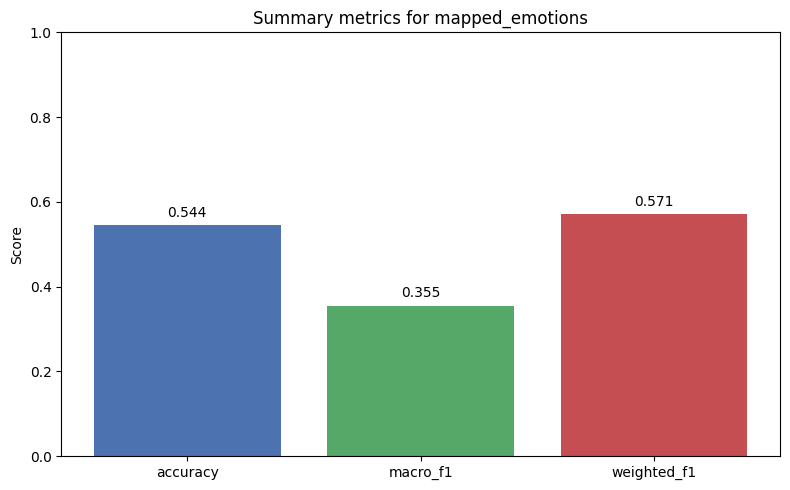 Summary metrics for mapped_emotions
1.0
0.8
0.6
0.4
0.2
0.0
Score
0.544
0.355
0.571
accuracy
macro_f1
weighted_f1